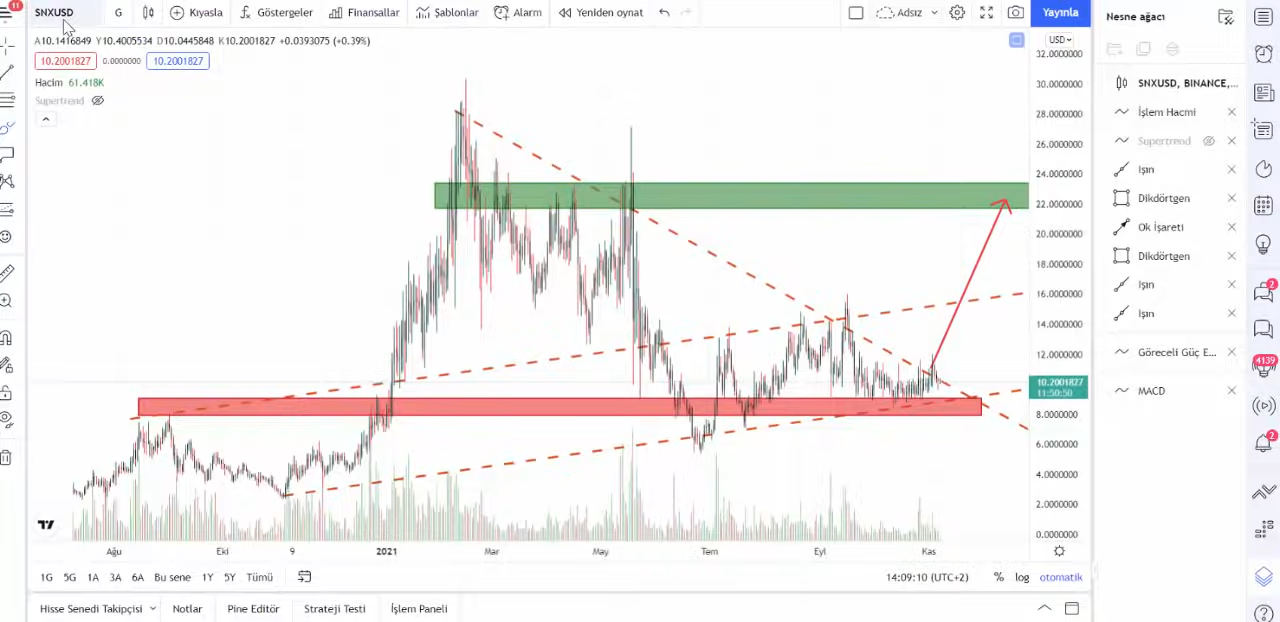 11
SNXUSD G Kıyasla Göstergeler Finansallar Şablonlar Alarm Yeniden oynat Adsız Yayınla Nesne ağacı
A10.1416849 Y10.4005534 D10.0445848 K10.2001827 +0.0393075 (+0.39%)
10.2001827 0.0000000 10.2001827
Hacim 61.418K
Supertrend
USD
32.0000000
30.0000000
28.0000000
26.0000000
24.0000000
22.0000000
20.0000000
18.0000000
16.0000000
14.0000000
12.0000000
10.2001827
11:50:50
8.0000000
6.0000000
4.0000000
2.0000000
0.0000000
Ağu Eki 9 2021 Mar May Tem Eyl Kas
1G 5G 1A 3A 6A Bu sene 1Y 5Y Tümü 14:09:10 (UTC+2) % log otomatik
Hisse Senedi Takipçisi Notlar Pine Editör Strateji Testi İşlem Paneli
SNXUSD, BINANCE,...
İşlem Hacmi
Supertrend
Işın
Dikdörtgen
Ok İşareti
Dikdörtgen
Işın
Işın
Göreceli Güç E...
MACD
2
4139
2